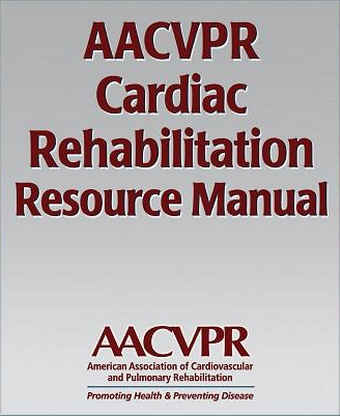 AACVPR
Cardiac
Rehabilitation
Resource Manual
AACVPR
American Association of Cardiovascular
and Pulmonary Rehabilitation
Promoting Health & Preventing Disease